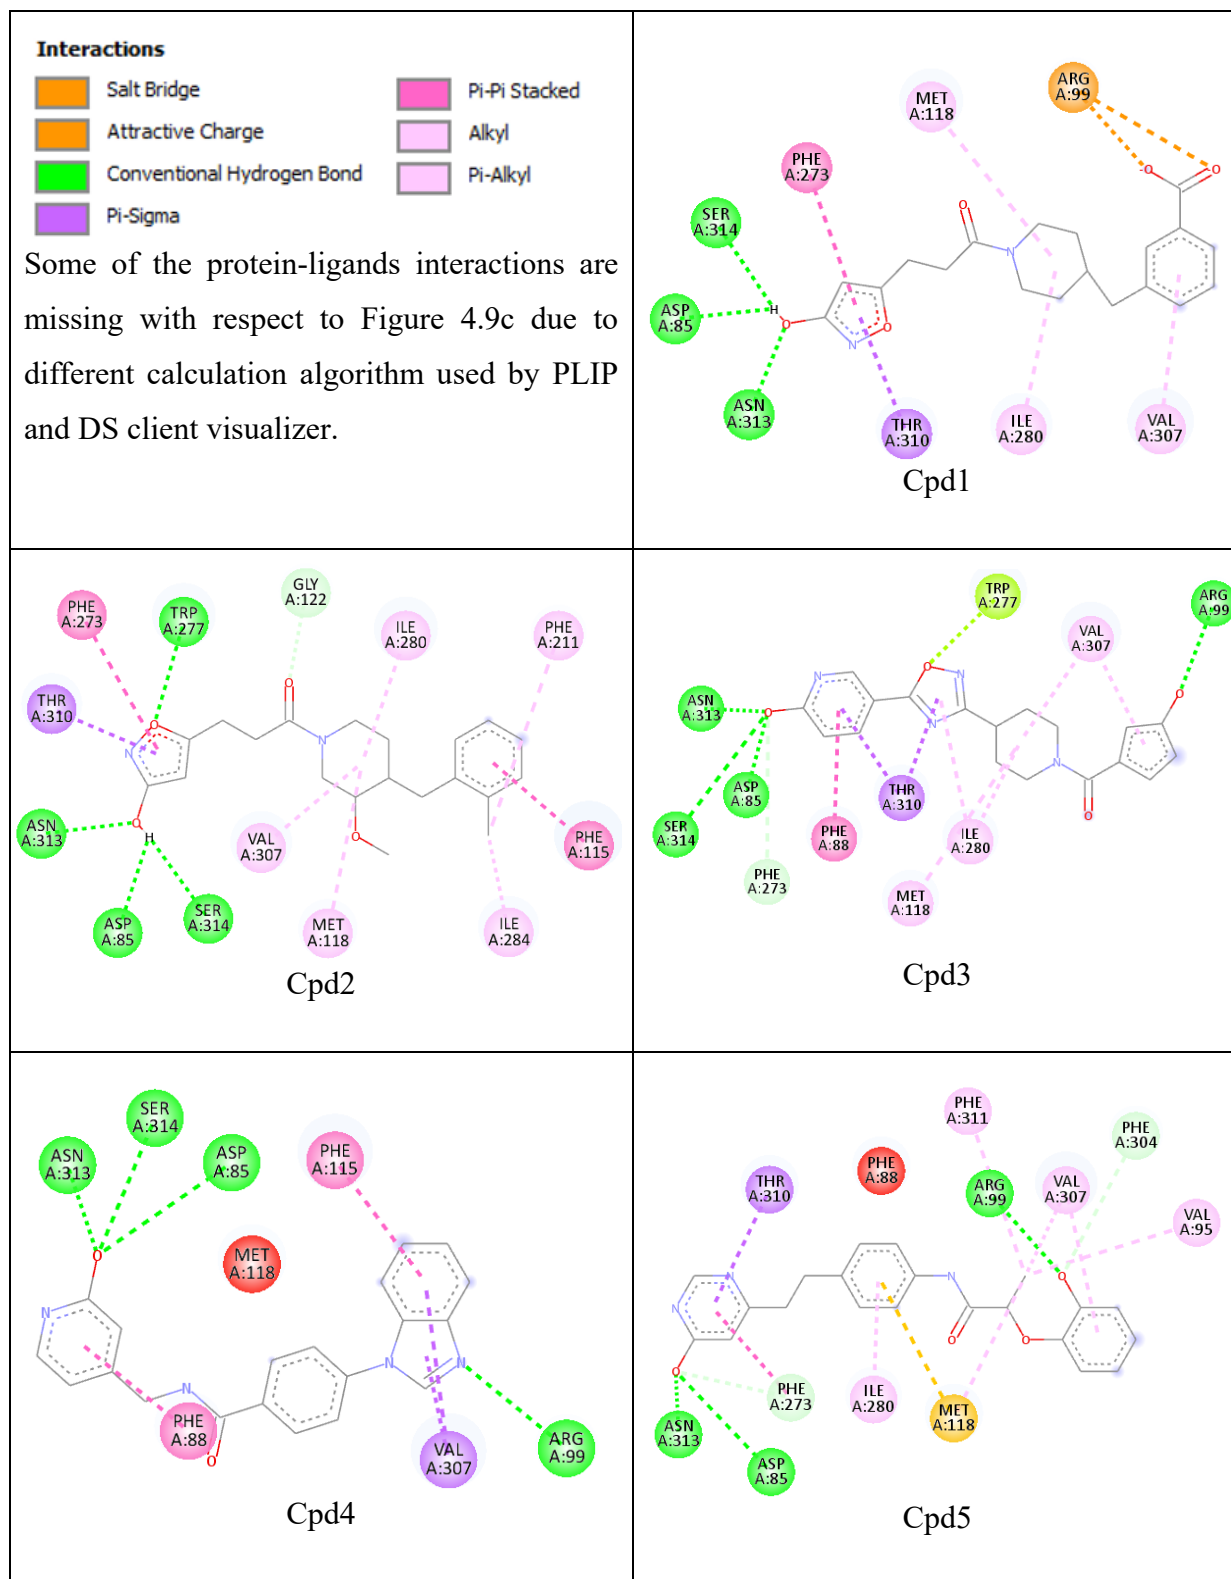 Interactions
Salt Bridge
Attractive Charge
Conventional Hydrogen Bond
Pi-Sigma
Pi-Pi Stacked
Alkyl
Pi-Alkyl
Some of the protein-ligands interactions are
missing with respect to Figure 4.9c due to
different calculation algorithm used by PLIP
and DS client visualizer.
MET
A:118
ARG
A:99
PHE
A:273
SER
A:314
ASP
A:85
ASN
A:313
THR
A:310
ILE
A:280
VAL
A:307
O
N
-O
O
H
O
N
O
Cpd1
PHE
A:273
TRP
A:277
GLY
A:122
ILE
A:280
PHE
A:211
THR
A:310
ASN
A:313
ASP
A:85
SER
A:314
VAL
A:307
MET
A:118
ILE
A:284
PHE
A:115
O
N
O
H
O
N
O
Cpd2
TRP
A:277
ARG
A:99
VAL
A:307
ASN
A:313
SER
A:314
ASP
A:85
PHE
A:273
PHE
A:88
THR
A:310
ILE
A:280
MET
A:118
N
O
O
N
N
N
O
O
Cpd3
SER
A:314
ASN
A:313
ASP
A:85
PHE
A:115
MET
A:118
PHE
A:88
VAL
A:307
ARG
A:99
O
N
N
O
N
N
Cpd4
PHE
A:311
PHE
A:304
PHE
A:88
THR
A:310
ARG
A:99
VAL
A:307
VAL
A:95
PHE
A:273
ILE
A:280
MET
A:118
ASN
A:313
ASP
A:85
N
N
O
N
O
O
O
Cpd5